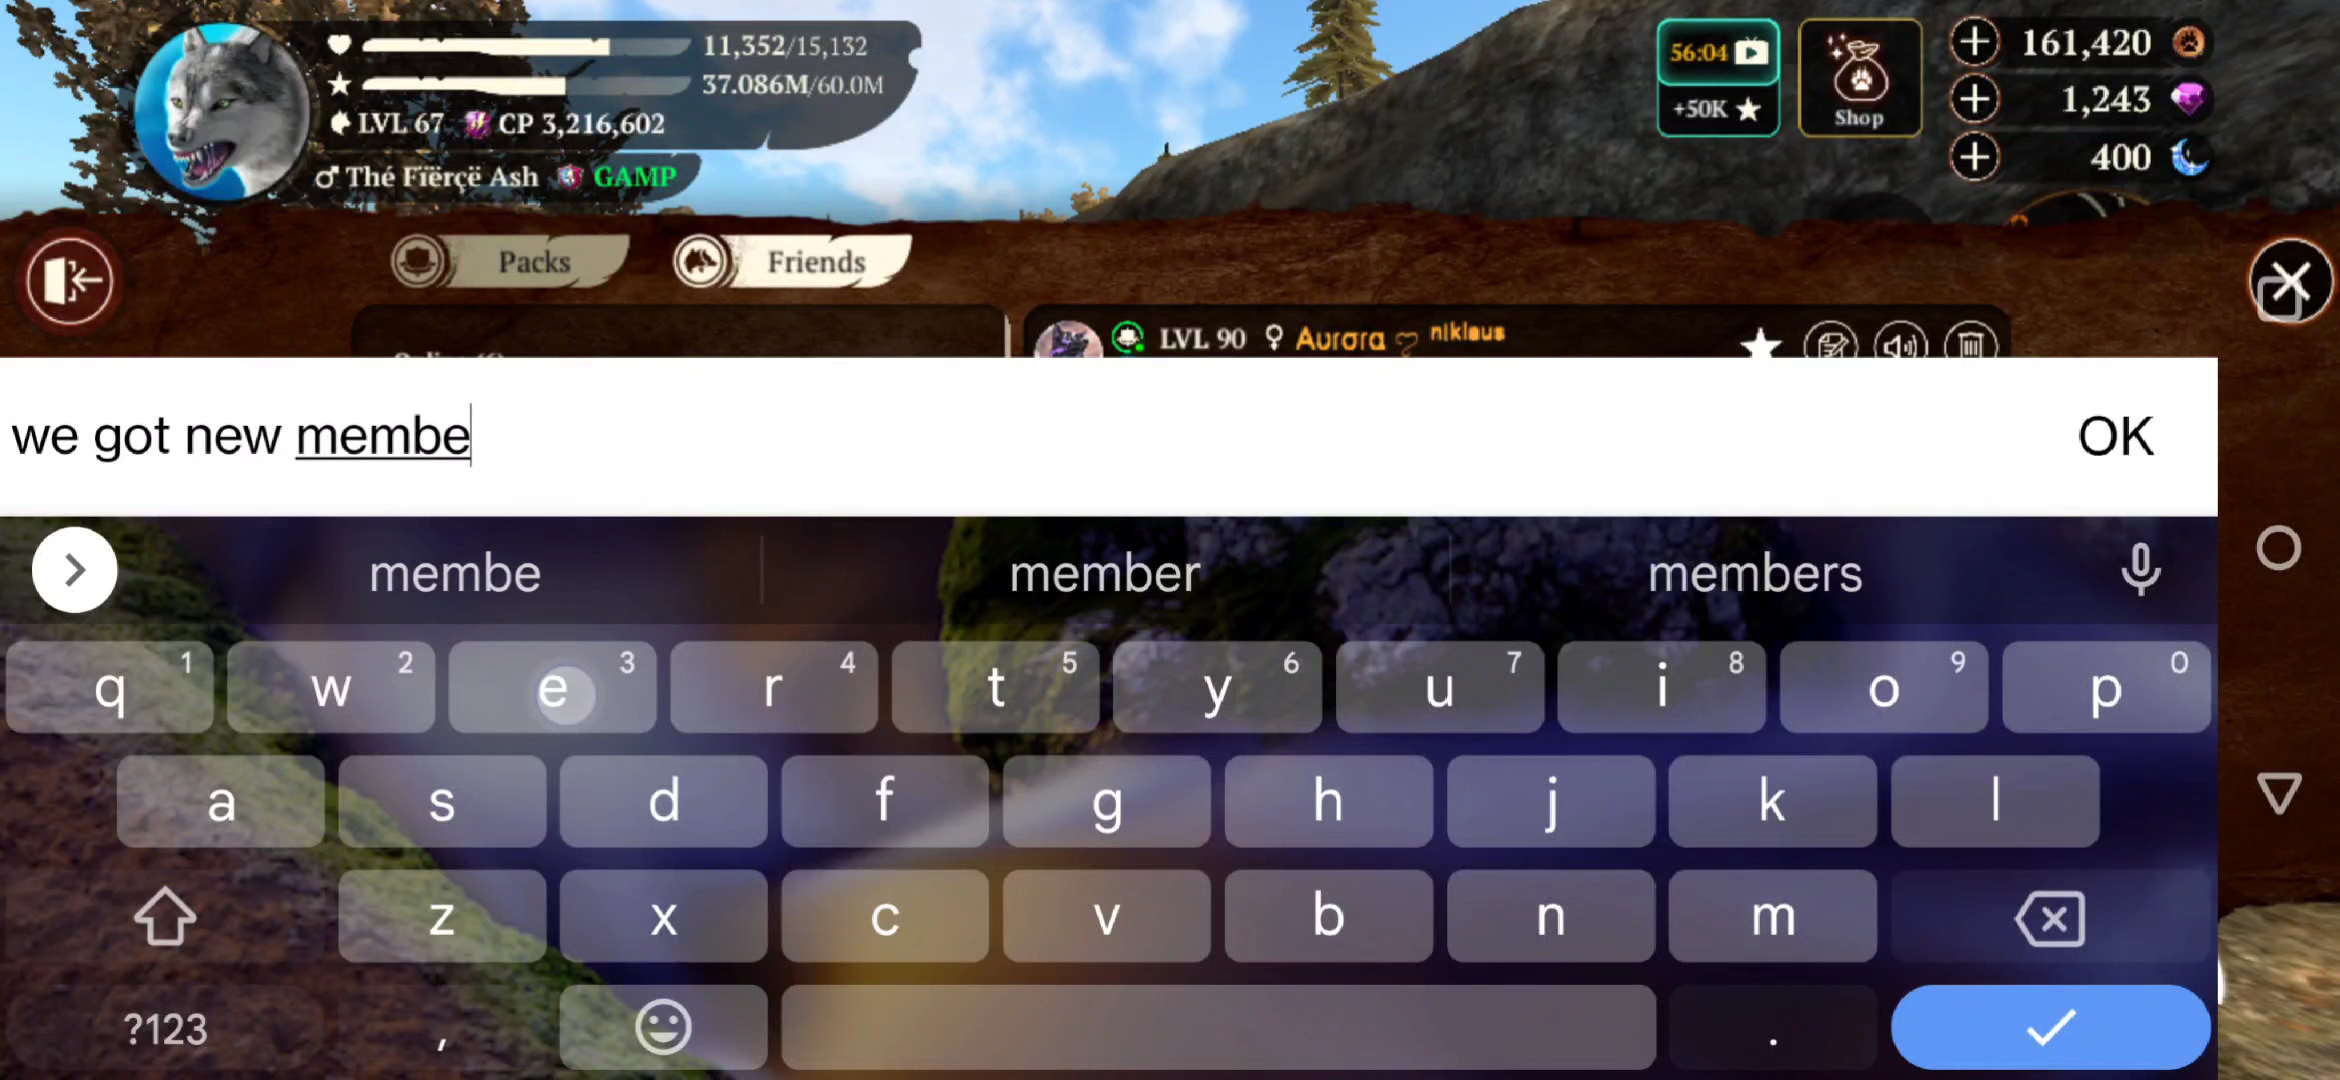 11,352/15,132
37.086M/60.0M
LVL 67 CP 3,216,602
Thé Fïërçë Ash GAMP
56:04
+50K
Shop
161,420
1,243
400
Packs
Friends
LVL 90 Aurora niklaus
we got new membe
OK
membe member members
q 1 w 2 e 3 r 4 t 5 y 6 u 7 i 8 o 9 p 0
a s d f g h j k l
z x c v b n m
?123 , .